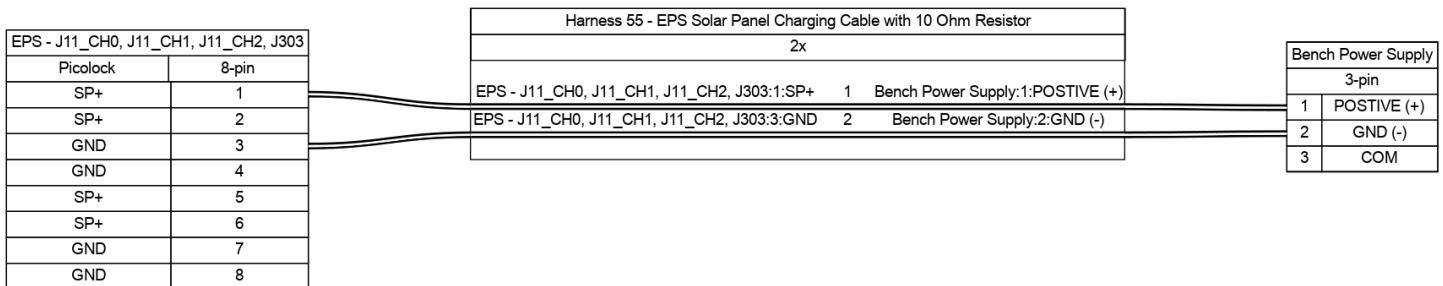 EPS - J11_CH0, J11_CH1, J11_CH2, J303
Picolock 8-pin
SP+ 1
SP+ 2
GND 3
GND 4
SP+ 5
SP+ 6
GND 7
GND 8
Harness 55 - EPS Solar Panel Charging Cable with 10 Ohm Resistor
2x
EPS - J11_CH0, J11_CH1, J11_CH2, J303:1:SP+ 1 Bench Power Supply:1:POSTIVE (+)
EPS - J11_CH0, J11_CH1, J11_CH2, J303:3:GND 2 Bench Power Supply:2:GND (-)
Bench Power Supply
3-pin
1 POSTIVE (+)
2 GND (-)
3 COM